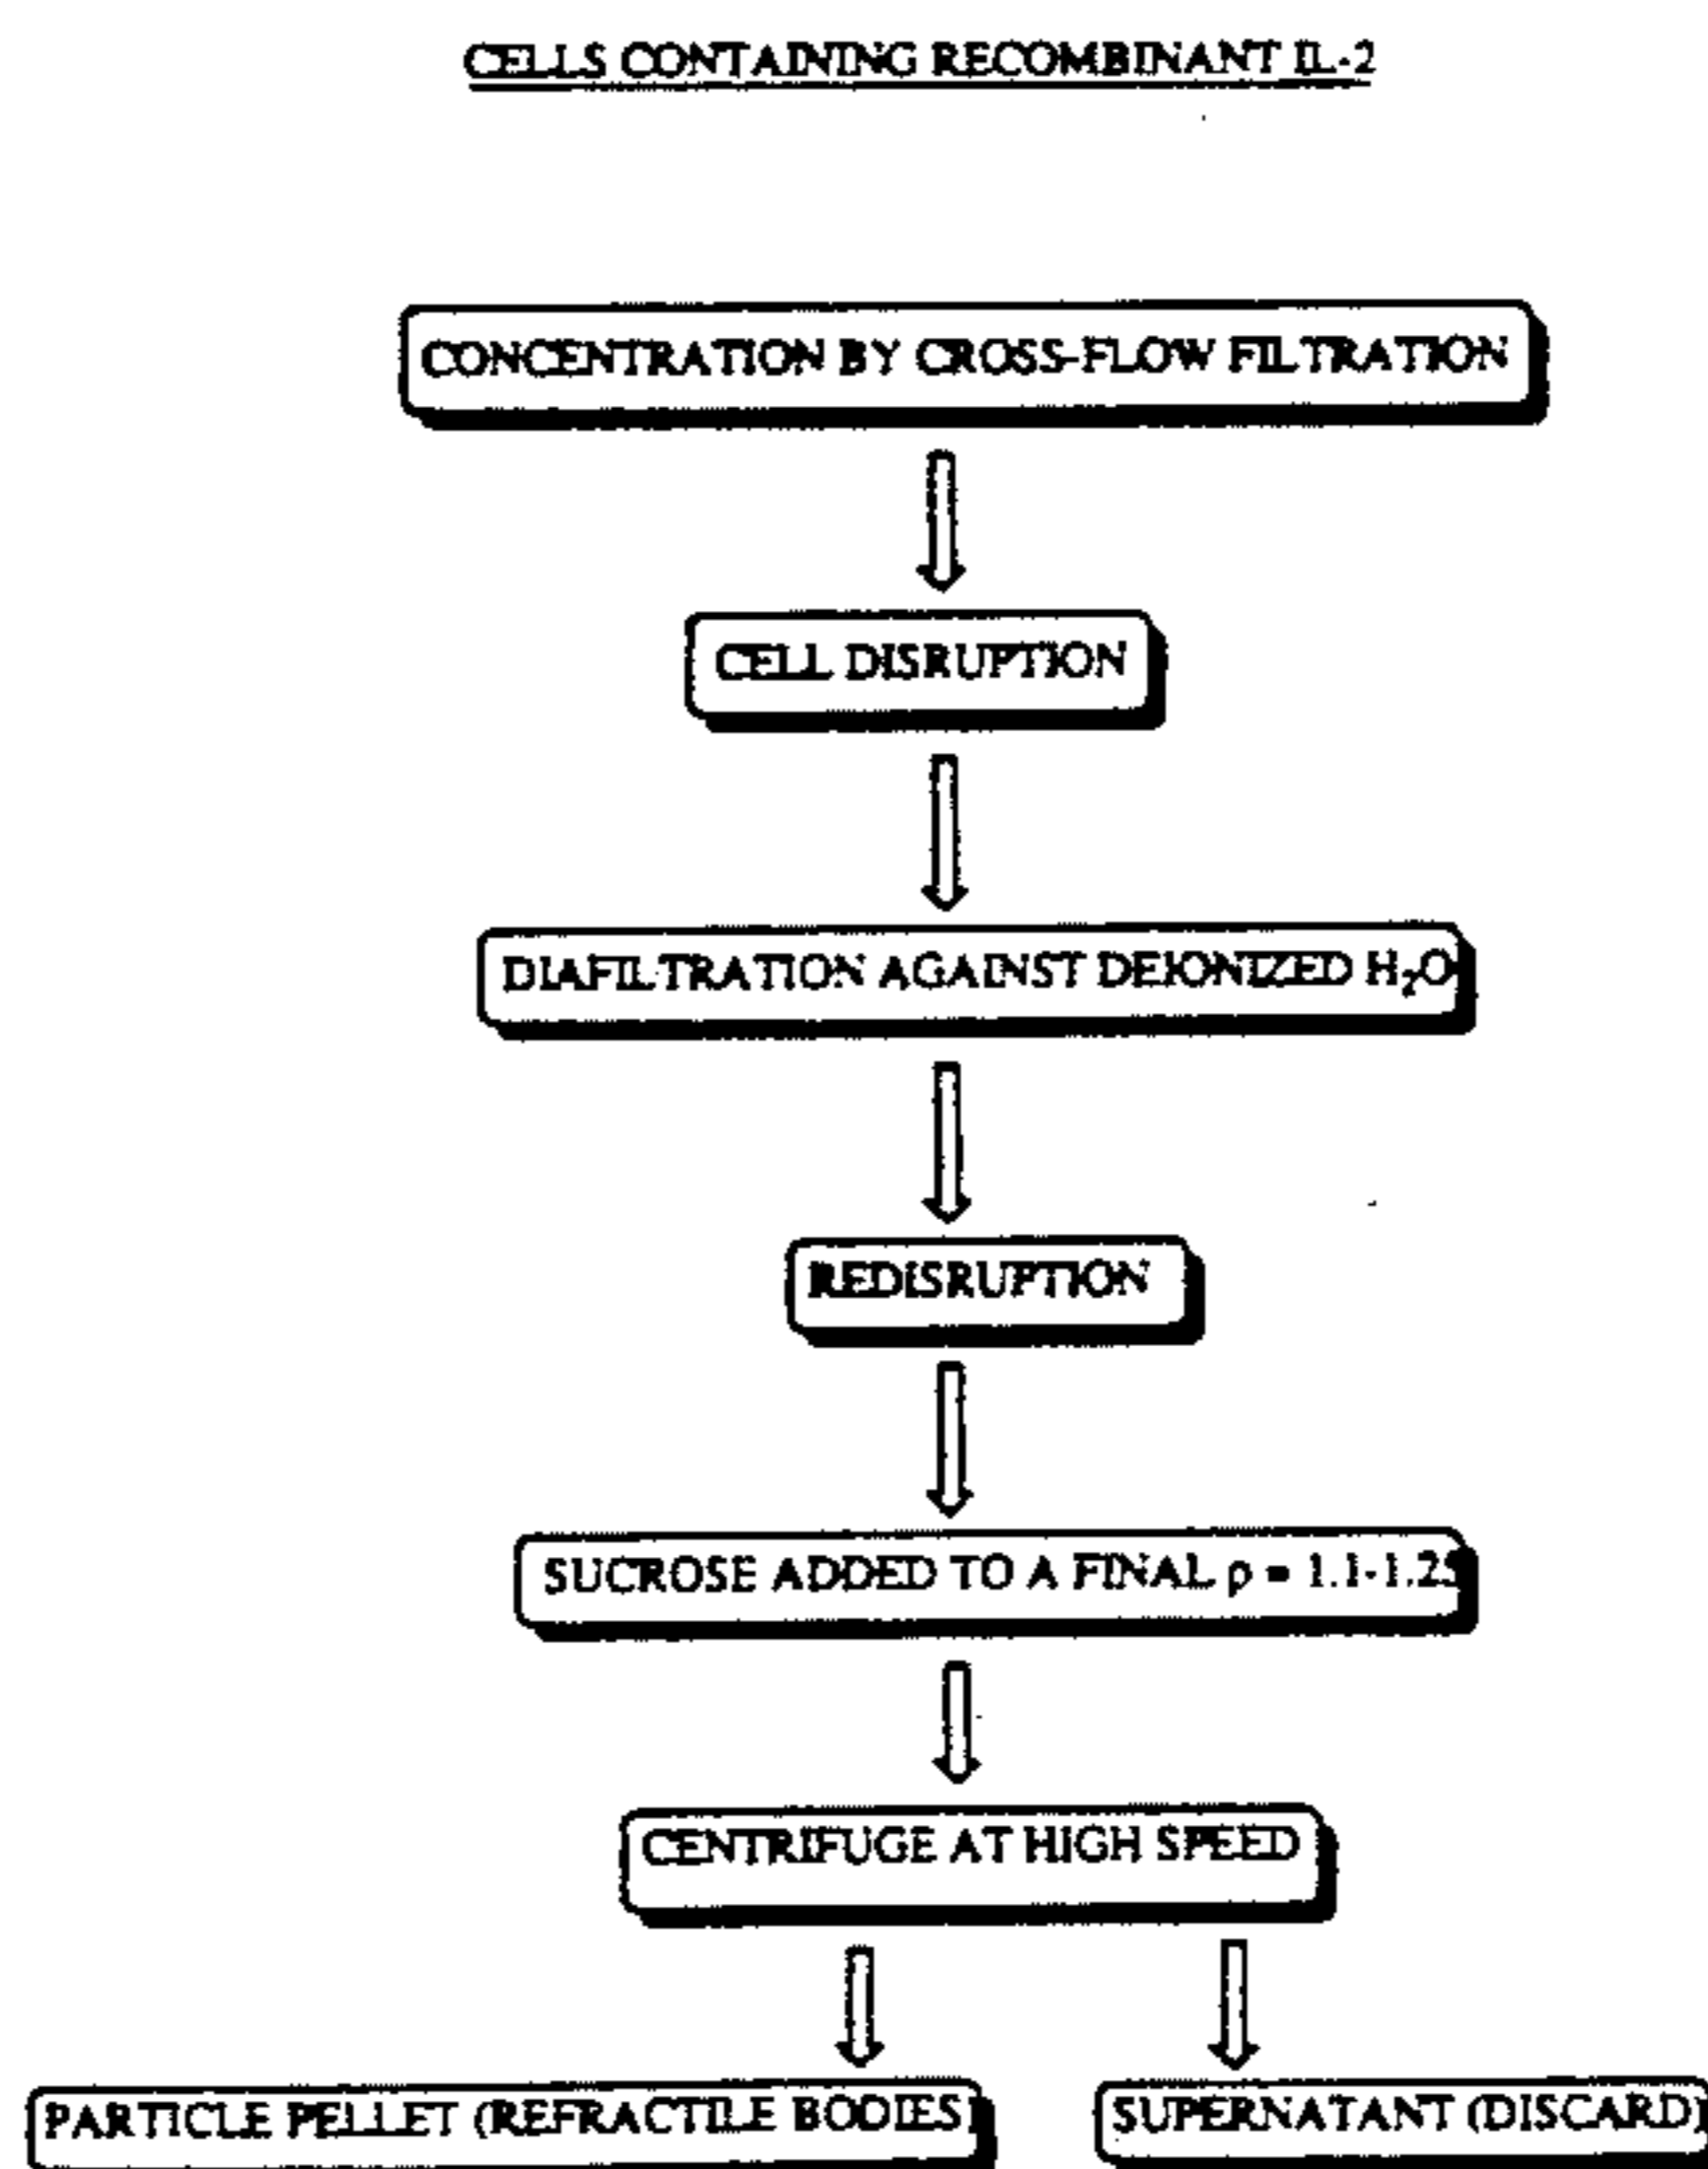 CELLS CONTAINING RECOMBINANT IL-2
CONCENTRATION BY CROSS-FLOW FILTRATION
CELL DISRUPTION
DIAFILTRATION AGAINST DEIONIZED H₂O
REDISRUPTION
SUCROSE ADDED TO A FINAL ρ = 1.1-1.25
CENTRIFUGE AT HIGH SPEED
PARTICLE PELLET (REFRACTILE BODIES)
SUPERNATANT (DISCARD)